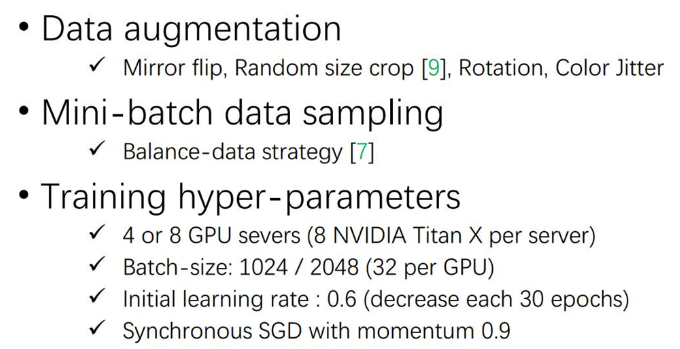 • Data augmentation
✓ Mirror flip, Random size crop [9], Rotation, Color Jitter
• Mini-batch data sampling
✓ Balance-data strategy [7]
• Training hyper-parameters
✓ 4 or 8 GPU severs (8 NVIDIA Titan X per server)
✓ Batch-size: 1024 / 2048 (32 per GPU)
✓ Initial learning rate : 0.6 (decrease each 30 epochs)
✓ Synchronous SGD with momentum 0.9